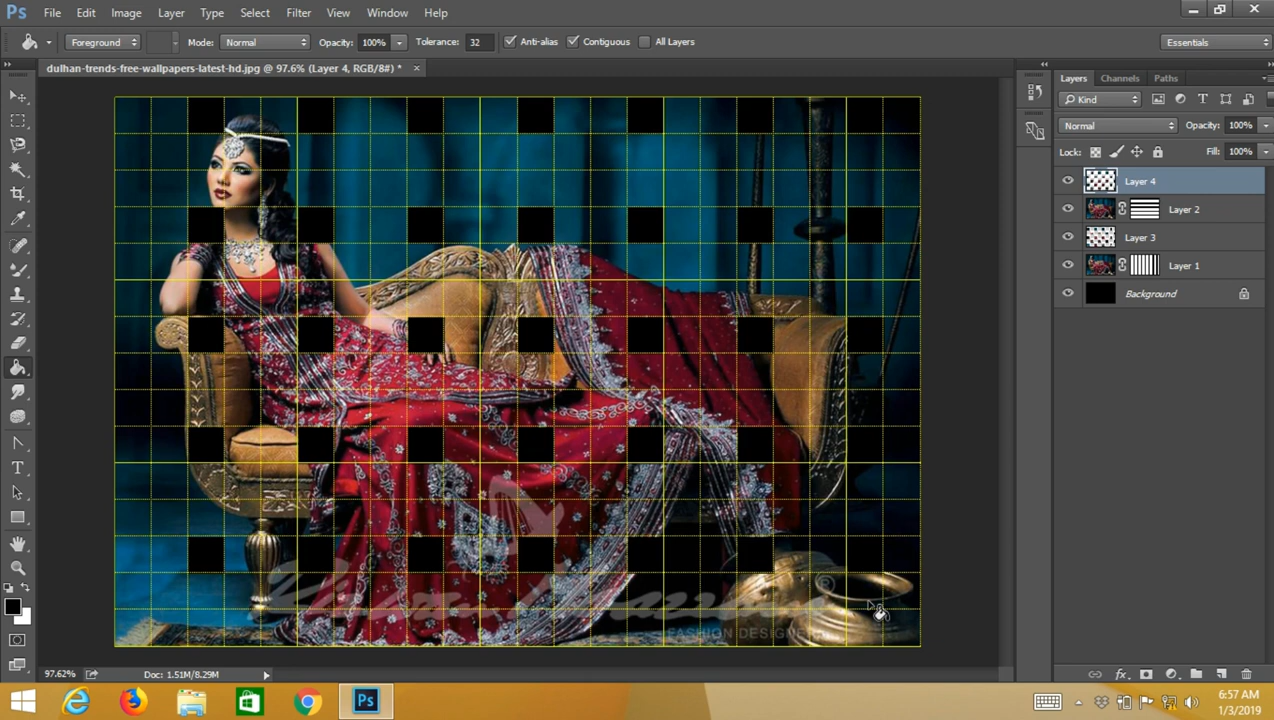 Ps File Edit Image Layer Type Select Filter View Window Help
Foreground Mode: Normal Opacity: 100% Tolerance: 32 Anti-alias Contiguous All Layers Essentials
dulhan-trends-free-wallpapers-latest-hd.jpg @ 97.6% (Layer 4, RGB/8#) * ×
Layers Channels Paths
Kind
Normal Opacity: 100%
Lock: Fill: 100%
Layer 4
Layer 2
Layer 3
Layer 1
Background
FASHION DESIGNER
97.62% Doc: 1.51M/8.29M
Ps
6:57 AM
1/3/2019